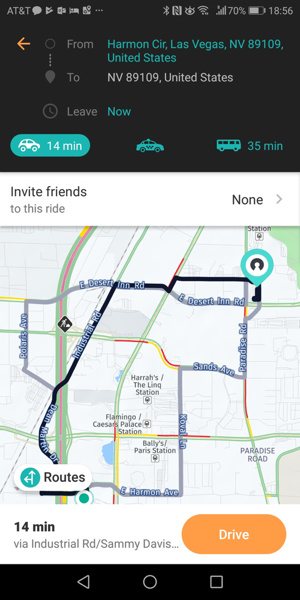 AT&T 70% 18:56
From Harmon Cir, Las Vegas, NV 89109,
United States
To NV 89109, United States
Leave Now
14 min 35 min
Invite friends None
to this ride
Station
E. Desert Inn Rd
E. Desert Inn Rd
Polaris Ave
Industrial Rd
Paradise Rd
Sands Ave
Harrah's /
The Linq
Station
Flamingo /
Caesars Palace
Station
Koval Ln
Bally's/
Paris Station
PARADISE
ROAD
Dean Martin Dr
Routes
E. Harmon Ave
14 min Drive
via Industrial Rd/Sammy Davis...